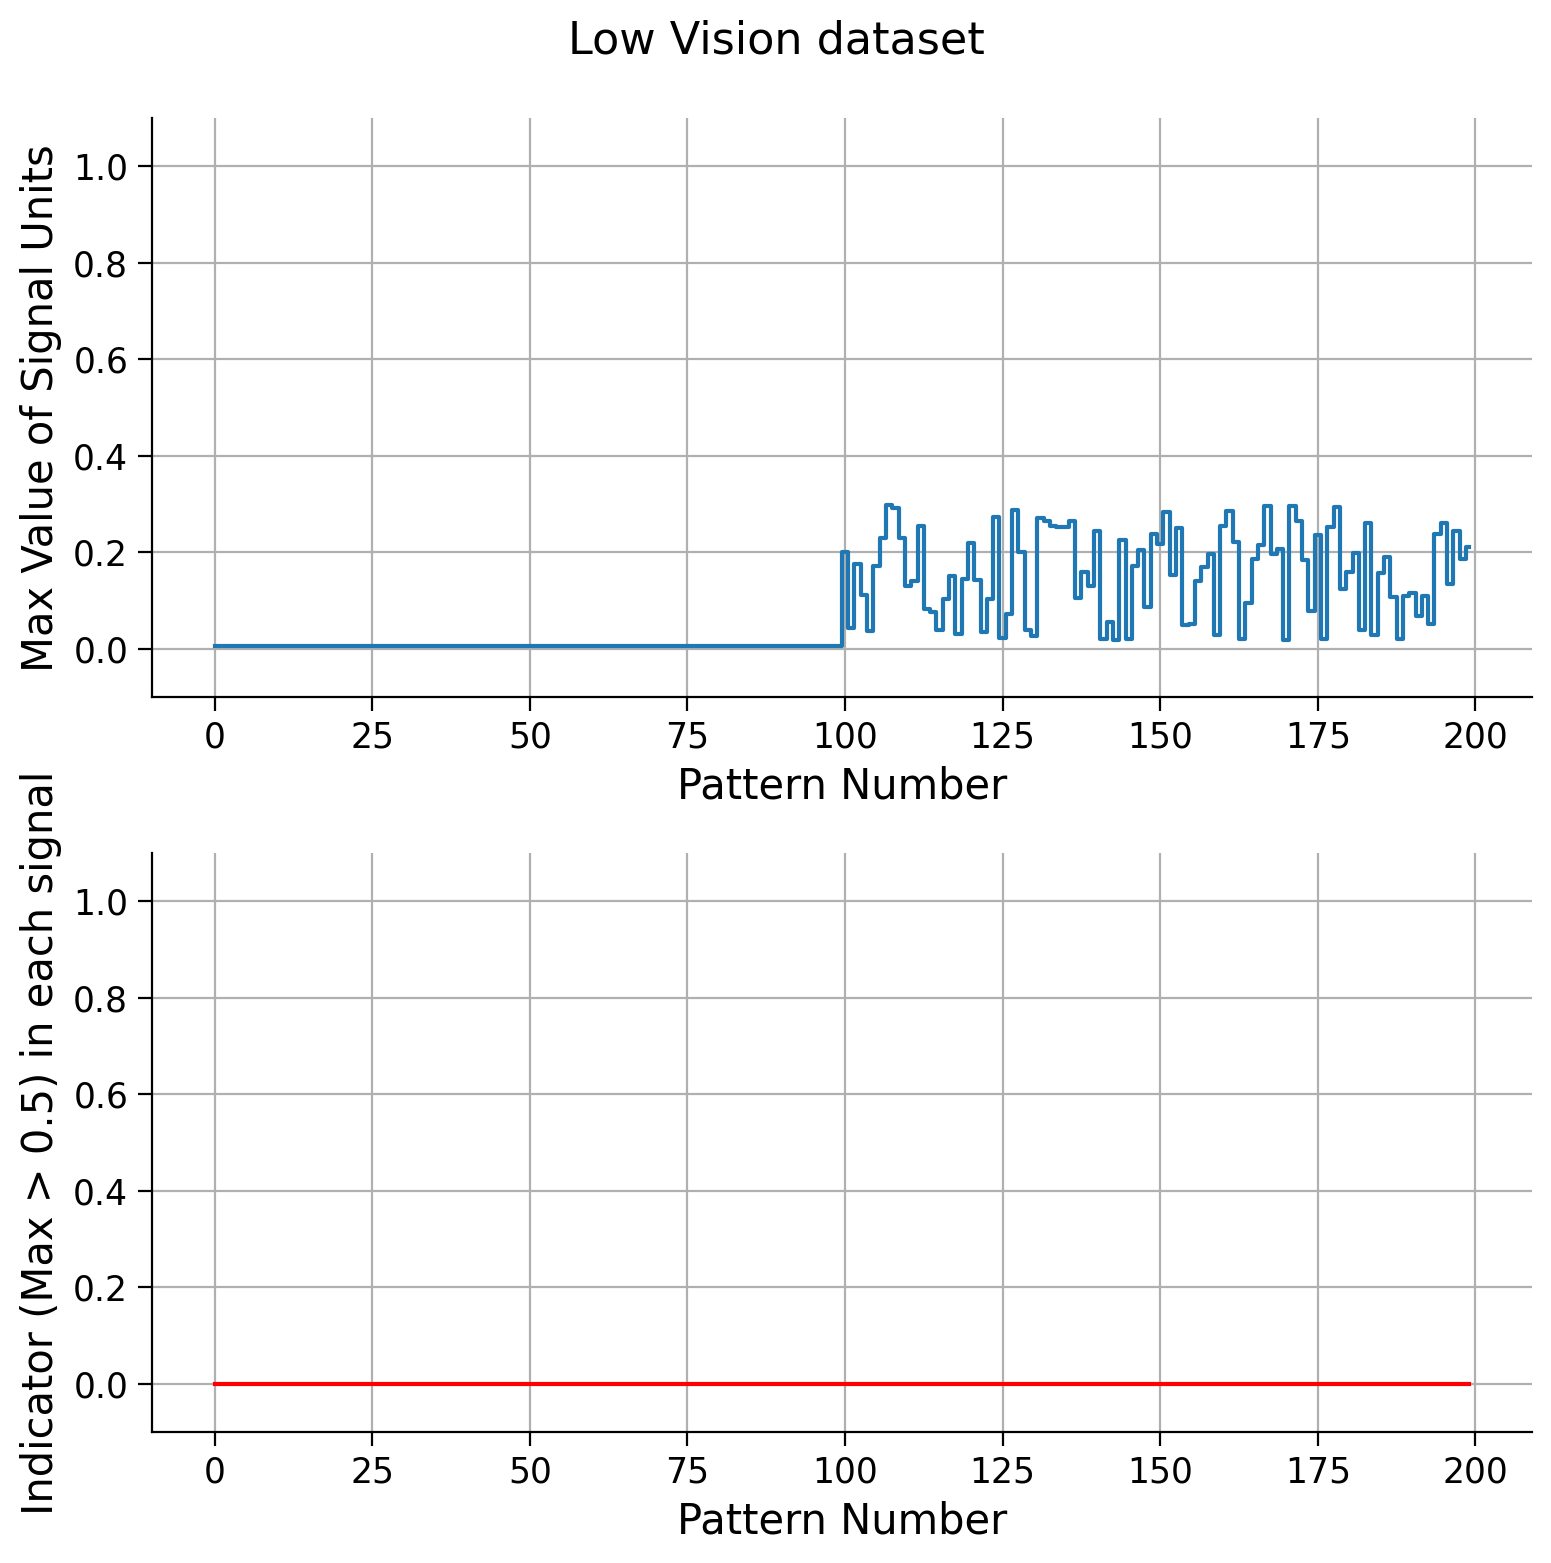 Low Vision dataset
Max Value of Signal Units
1.0
0.8
0.6
0.4
0.2
0.0
0 25 50 75 100 125 150 175 200
Pattern Number
Indicator (Max > 0.5) in each signal
1.0
0.8
0.6
0.4
0.2
0.0
0 25 50 75 100 125 150 175 200
Pattern Number